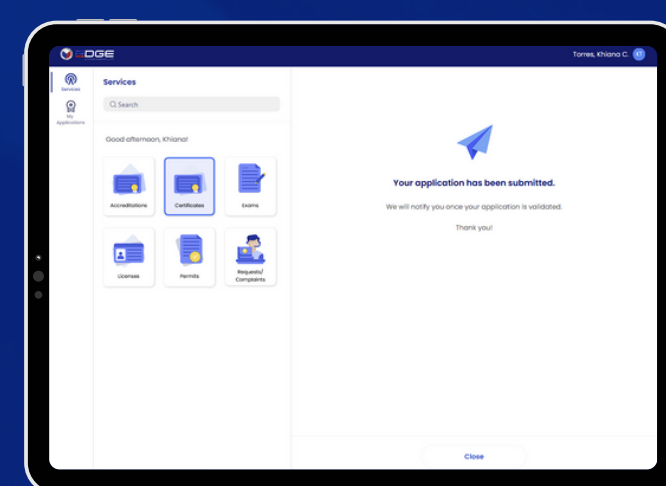 EDGE
Torres, Khiana C. KT
Services
My
Applications
Services
Search
Good afternoon, Khiana!
Accreditations
Certificates
Exams
Licenses
Permits
Requests/
Complaints
Your application has been submitted.
We will notify you once your application is validated.
Thank you!
Close